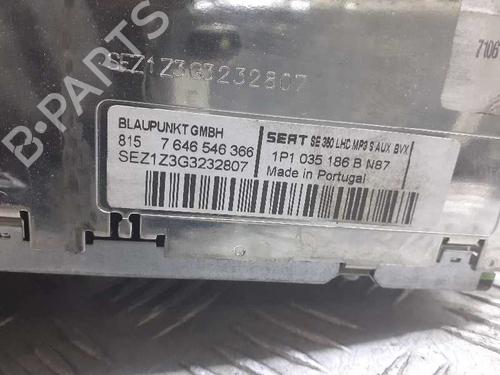 B-PARTS
SEZ1Z3G3232807
7106
BLAUPUNKT GMBH
815 7 646 546 366
SEZ1Z3G3232807
SEAT SE 360 LHC MP3 S AUX BVX
1P1 035 186 B N87
Made in Portugal